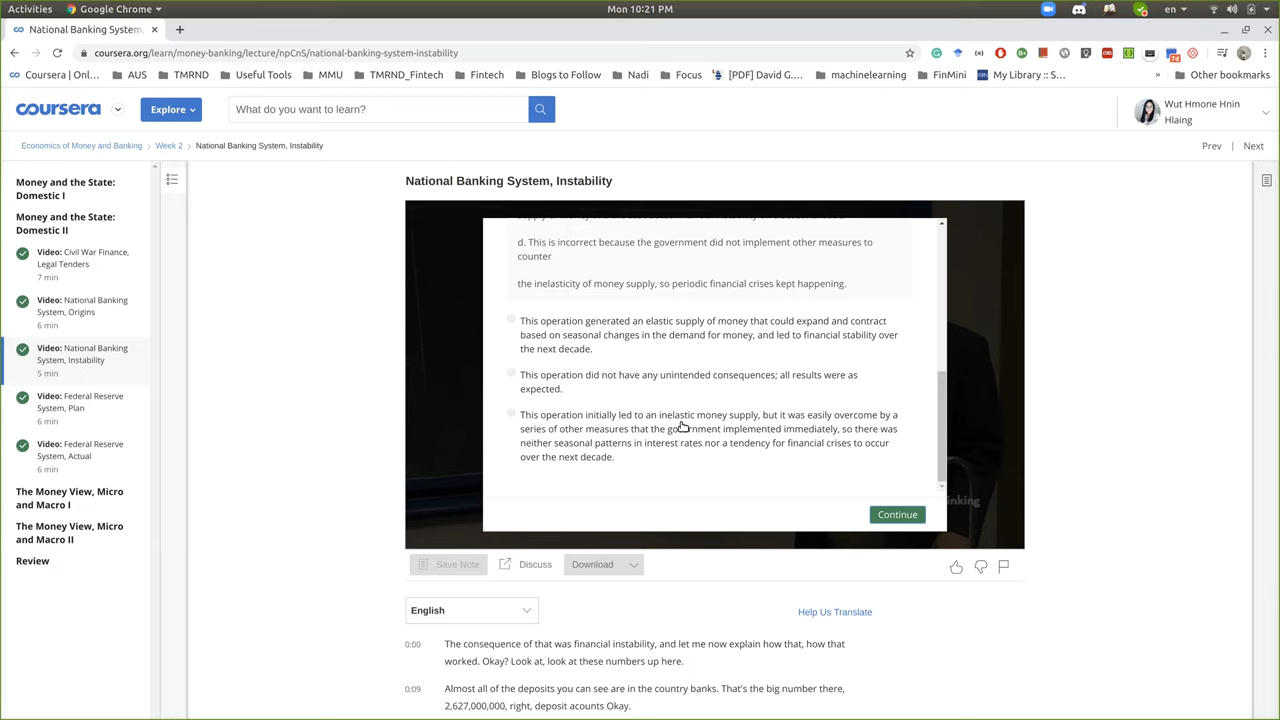 Activities Google Chrome Mon 10:21 PM en
National Banking System,
coursera.org/learn/money-banking/lecture/npCnS/national-banking-system-instability
Coursera | Onl… AUS TMRND Useful Tools MMU TMRND_Fintech Fintech Blogs to Follow Nadi Focus [PDF] David G.… machinelearning FinMini My Library :: S… » Other bookmarks
coursera Explore What do you want to learn? Wut Hmone Hnin
Hlaing
Economics of Money and Banking Week 2 National Banking System, Instability Prev Next
Money and the State:
Domestic I
Money and the State:
Domestic II
Video: Civil War Finance,
Legal Tenders
7 min
Video: National Banking
System, Origins
6 min
Video: National Banking
System, Instability
5 min
Video: Federal Reserve
System, Plan
6 min
Video: Federal Reserve
System, Actual
6 min
The Money View, Micro
and Macro I
The Money View, Micro
and Macro II
Review
National Banking System, Instability
d. This is incorrect because the government did not implement other measures to
counter
the inelasticity of money supply, so periodic financial crises kept happening.
This operation generated an elastic supply of money that could expand and contract
based on seasonal changes in the demand for money, and led to financial stability over
the next decade.
This operation did not have any unintended consequences; all results were as
expected.
This operation initially led to an inelastic money supply, but it was easily overcome by a
series of other measures that the government implemented immediately, so there was
neither seasonal patterns in interest rates nor a tendency for financial crises to occur
over the next decade.
inking
Continue
Save Note Discuss Download
English Help Us Translate
0:00 The consequence of that was financial instability, and let me now explain how that, how that
worked. Okay? Look at, look at these numbers up here.
0:09 Almost all of the deposits you can see are in the country banks. That's the big number there,
2,627,000,000, right, deposit acounts Okay.